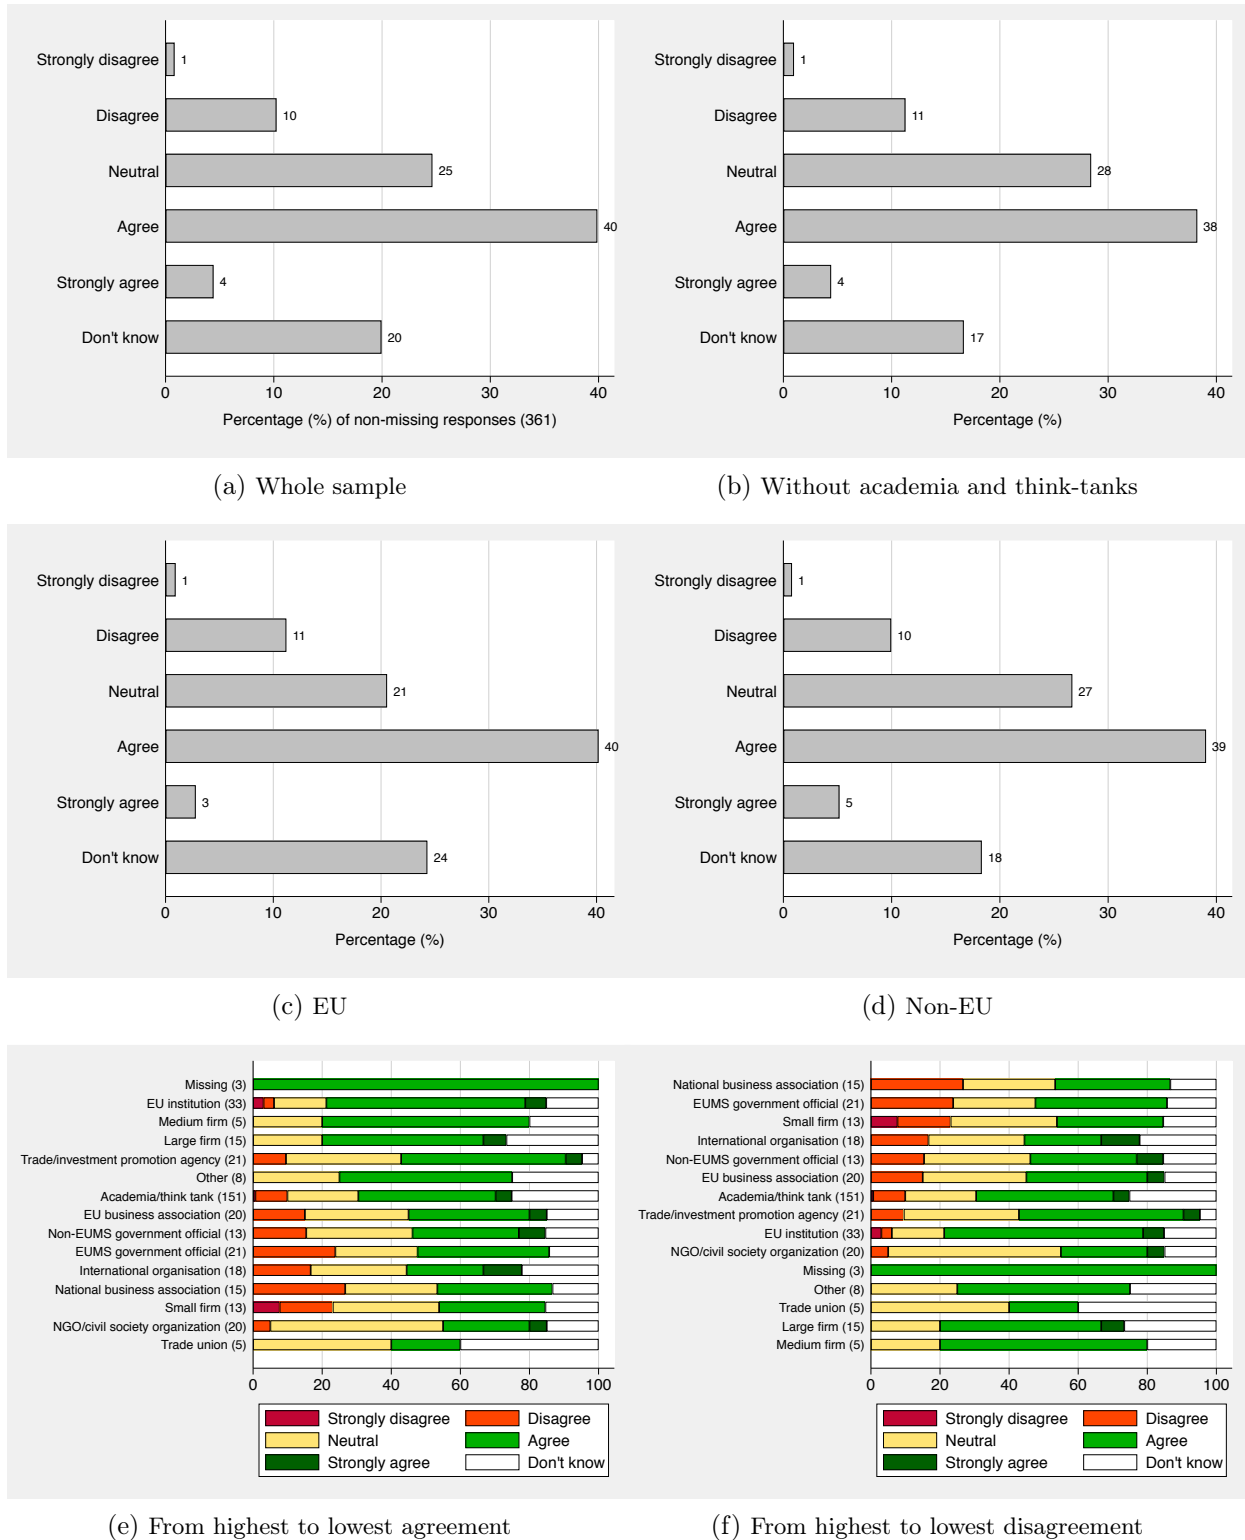 Strongly disagree 1
Disagree 10
Neutral 25
Agree 40
Strongly agree 4
Don't know 20
0 10 20 30 40
Percentage (%) of non-missing responses (361)
(a) Whole sample
Strongly disagree 1
Disagree 11
Neutral 28
Agree 38
Strongly agree 4
Don't know 17
0 10 20 30 40
Percentage (%)
(b) Without academia and think-tanks
Strongly disagree 1
Disagree 11
Neutral 21
Agree 40
Strongly agree 3
Don't know 24
0 10 20 30 40
Percentage (%)
(c) EU
Strongly disagree 1
Disagree 10
Neutral 27
Agree 39
Strongly agree 5
Don't know 18
0 10 20 30 40
Percentage (%)
(d) Non-EU
Missing (3)
EU institution (33)
Medium firm (5)
Large firm (15)
Trade/investment promotion agency (21)
Other (8)
Academia/think tank (151)
EU business association (20)
Non-EUMS government official (13)
EUMS government official (21)
International organisation (18)
National business association (15)
Small firm (13)
NGO/civil society organization (20)
Trade union (5)
0 20 40 60 80 100
Strongly disagree Disagree
Neutral Agree
Strongly agree Don't know
(e) From highest to lowest agreement
National business association (15)
EUMS government official (21)
Small firm (13)
International organisation (18)
Non-EUMS government official (13)
EU business association (20)
Academia/think tank (151)
Trade/investment promotion agency (21)
EU institution (33)
NGO/civil society organization (20)
Missing (3)
Other (8)
Trade union (5)
Large firm (15)
Medium firm (5)
0 20 40 60 80 100
Strongly disagree Disagree
Neutral Agree
Strongly agree Don't know
(f) From highest to lowest disagreement